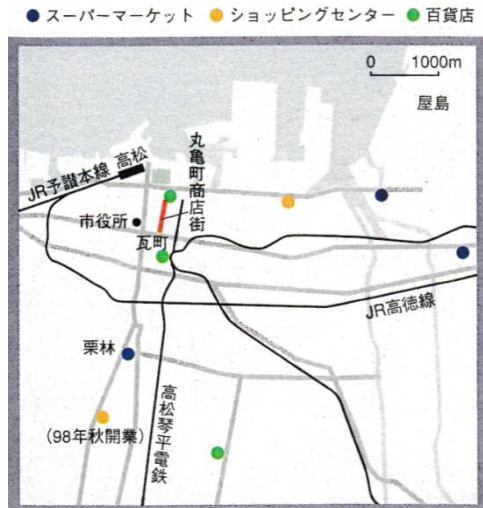 ● スーパーマーケット ● ショッピングセンター ● 百貨店
0 1000m
屋島
丸亀町商店街
高松
JR予讃本線
市役所
瓦町
JR高徳線
栗林
高松琴平電鉄
(98年秋開業)